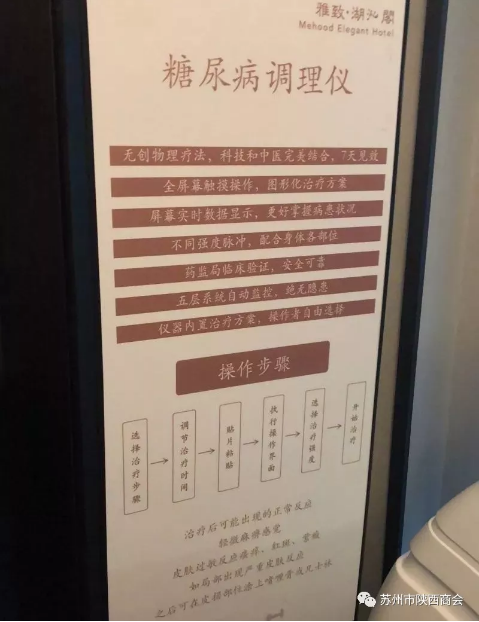 雅致·湖沁閣
Mehood Elegant Hotel
糖尿病调理仪
无创物理疗法，科技和中医完美结合，7天见效
全屏幕触摸操作，图形化治疗方案
屏幕实时数据显示，更好掌握病患状况
不同强度脉冲，配合身体各部位
药监局临床验证，安全可靠
五层系统自动监控，绝无隐患
仪器内置治疗方案，操作者自由选择
操作步骤
选择治疗步骤
调节治疗时间
贴片粘贴
执行操作界面
选择治疗强度
开始治疗
治疗后可能出现的正常反应
轻微麻痹感觉
皮肤过敏反应瘙痒、红斑、紫癜
如局部出现严重皮肤反应
之后可在皮损部位涂上喷哩膏或兄士林
苏州市陕西商会